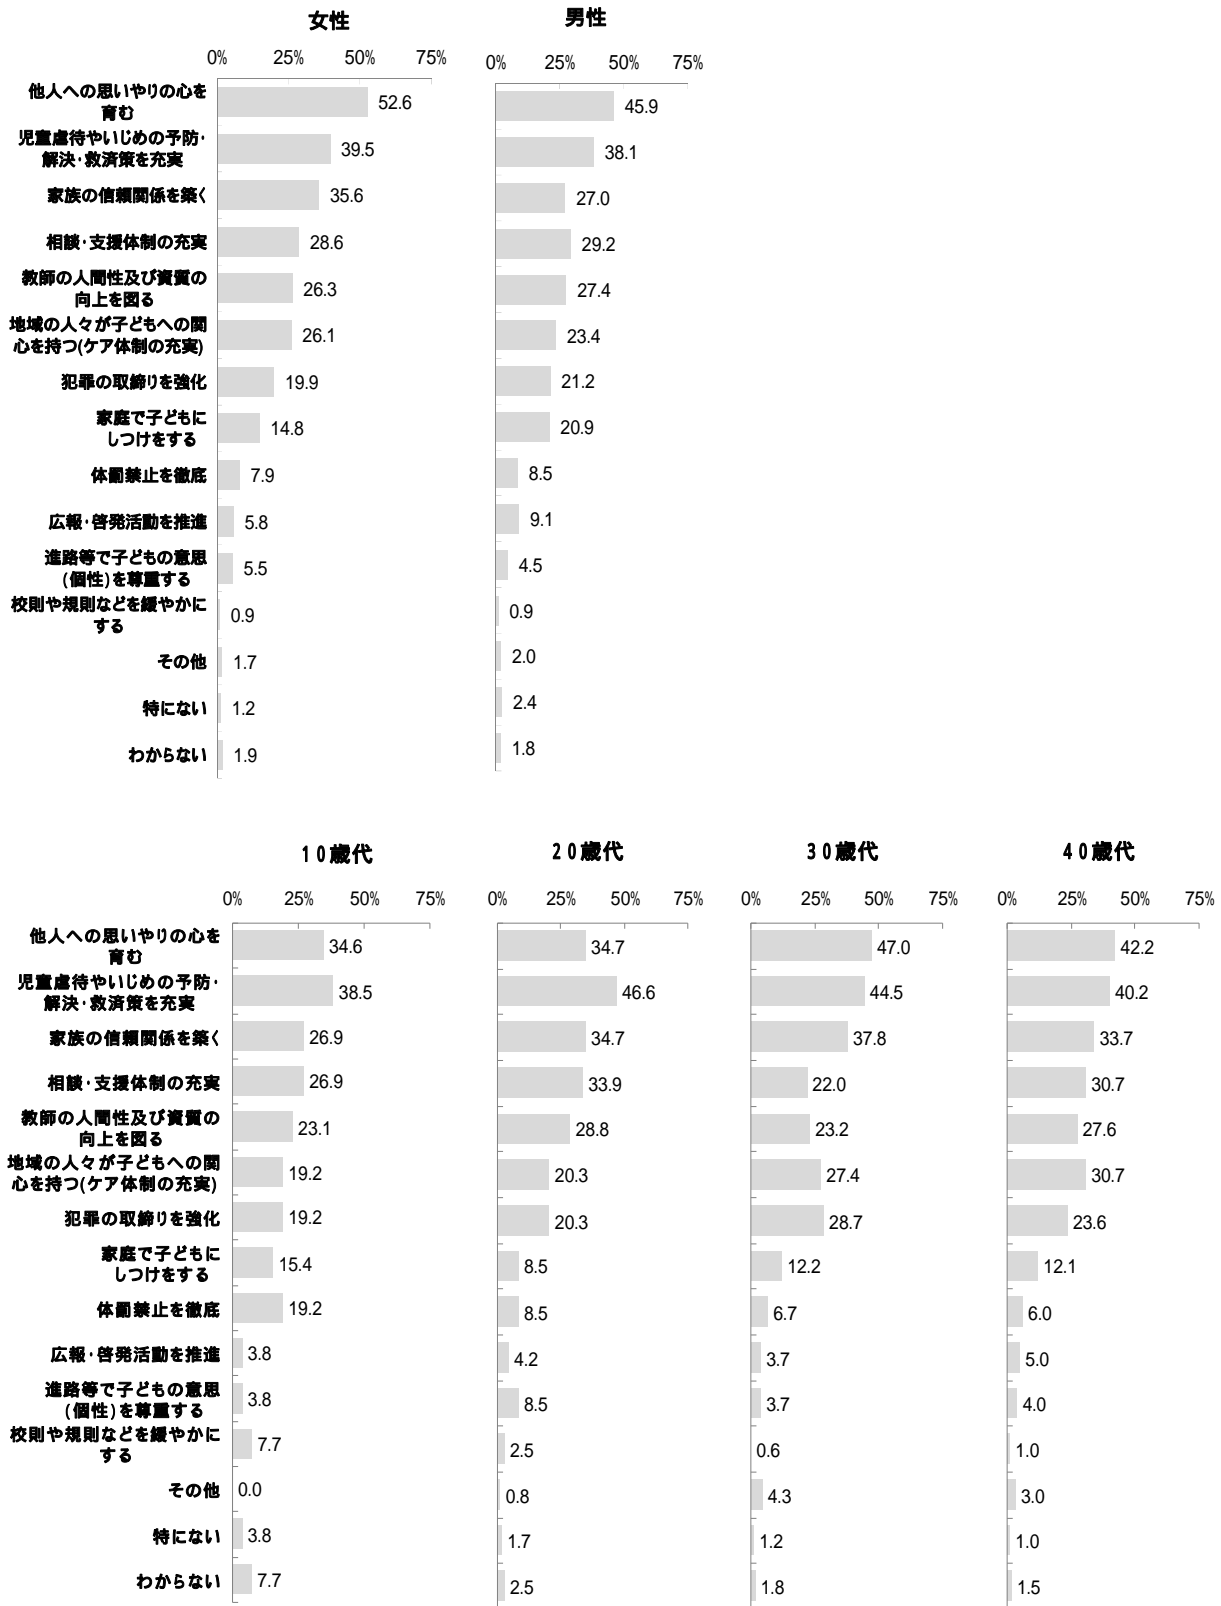 女性
男性
0% 25% 50% 75%
0% 25% 50% 75%
他人への思いやりの心を
育む
52.6
45.9
児童虐待やいじめの予防・
解決・救済策を充実
39.5
38.1
家族の信頼関係を築く
35.6
27.0
相談・支援体制の充実
28.6
29.2
教師の人間性及び資質の
向上を図る
26.3
27.4
地域の人々が子どもへの関
心を持つ(ケア体制の充実)
26.1
23.4
犯罪の取締りを強化
19.9
21.2
家庭で子どもに
しつけをする
14.8
20.9
体罰禁止を徹底
7.9
8.5
広報・啓発活動を推進
5.8
9.1
進路等で子どもの意思
(個性)を尊重する
5.5
4.5
校則や規則などを緩やかに
する
0.9
0.9
その他
1.7
2.0
特にない
1.2
2.4
わからない
1.9
1.8
10歳代
20歳代
30歳代
40歳代
0% 25% 50% 75%
0% 25% 50% 75%
0% 25% 50% 75%
0% 25% 50% 75%
他人への思いやりの心を
育む
34.6
34.7
47.0
42.2
児童虐待やいじめの予防・
解決・救済策を充実
38.5
46.6
44.5
40.2
家族の信頼関係を築く
26.9
34.7
37.8
33.7
相談・支援体制の充実
26.9
33.9
22.0
30.7
教師の人間性及び資質の
向上を図る
23.1
28.8
23.2
27.6
地域の人々が子どもへの関
心を持つ(ケア体制の充実)
19.2
20.3
27.4
30.7
犯罪の取締りを強化
19.2
20.3
28.7
23.6
家庭で子どもに
しつけをする
15.4
8.5
12.2
12.1
体罰禁止を徹底
19.2
8.5
6.7
6.0
広報・啓発活動を推進
3.8
4.2
3.7
5.0
進路等で子どもの意思
(個性)を尊重する
3.8
8.5
3.7
4.0
校則や規則などを緩やかに
する
7.7
2.5
0.6
1.0
その他
0.0
0.8
4.3
3.0
特にない
3.8
1.7
1.2
1.0
わからない
7.7
2.5
1.8
1.5